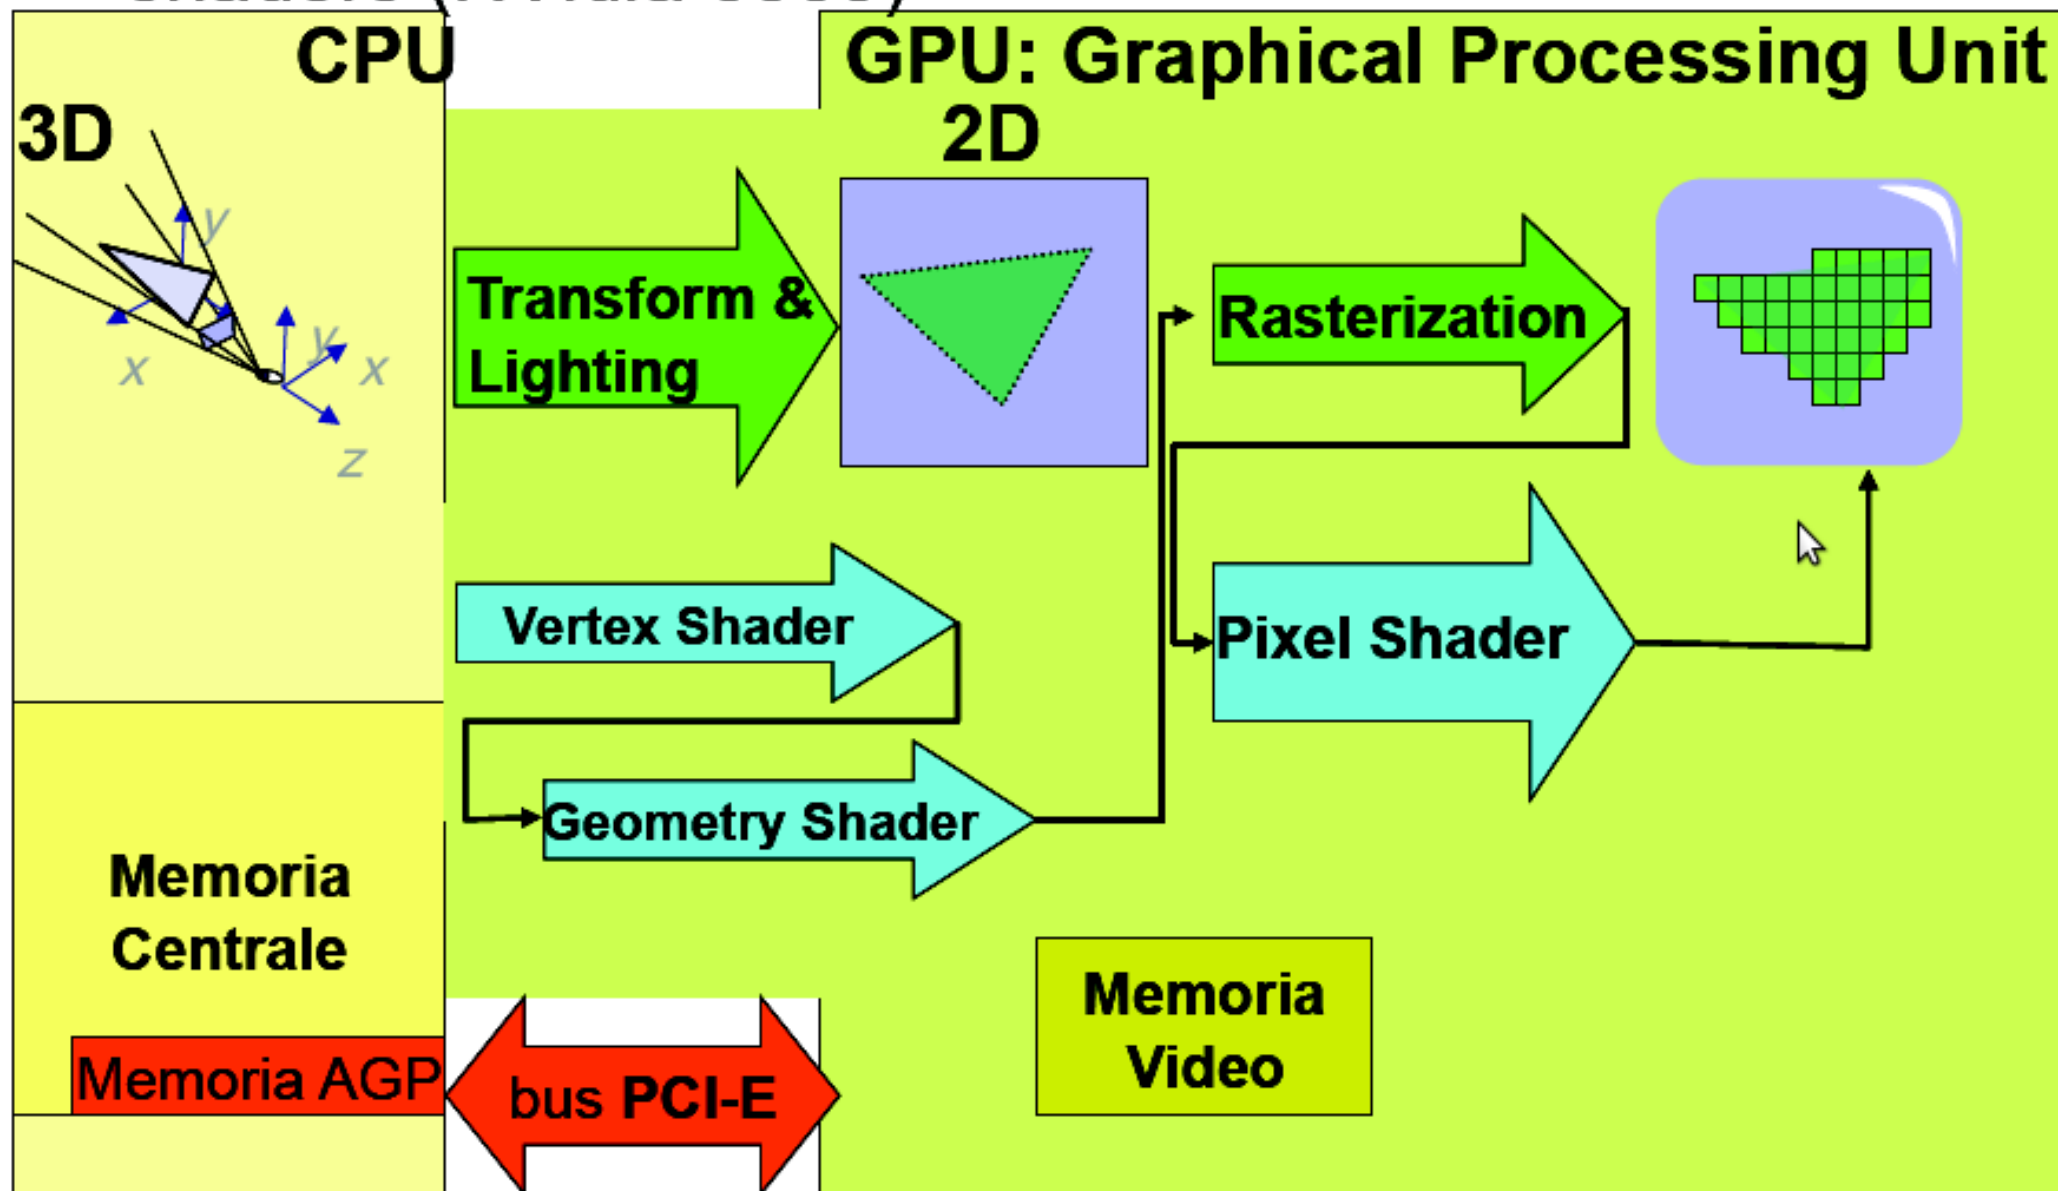 CPU
GPU: Graphical Processing Unit
3D
2D
y
x
y
x
z
Transform &
Lighting
Rasterization
Vertex Shader
Pixel Shader
Geometry Shader
Memoria
Centrale
Memoria AGP
bus PCI-E
Memoria
Video